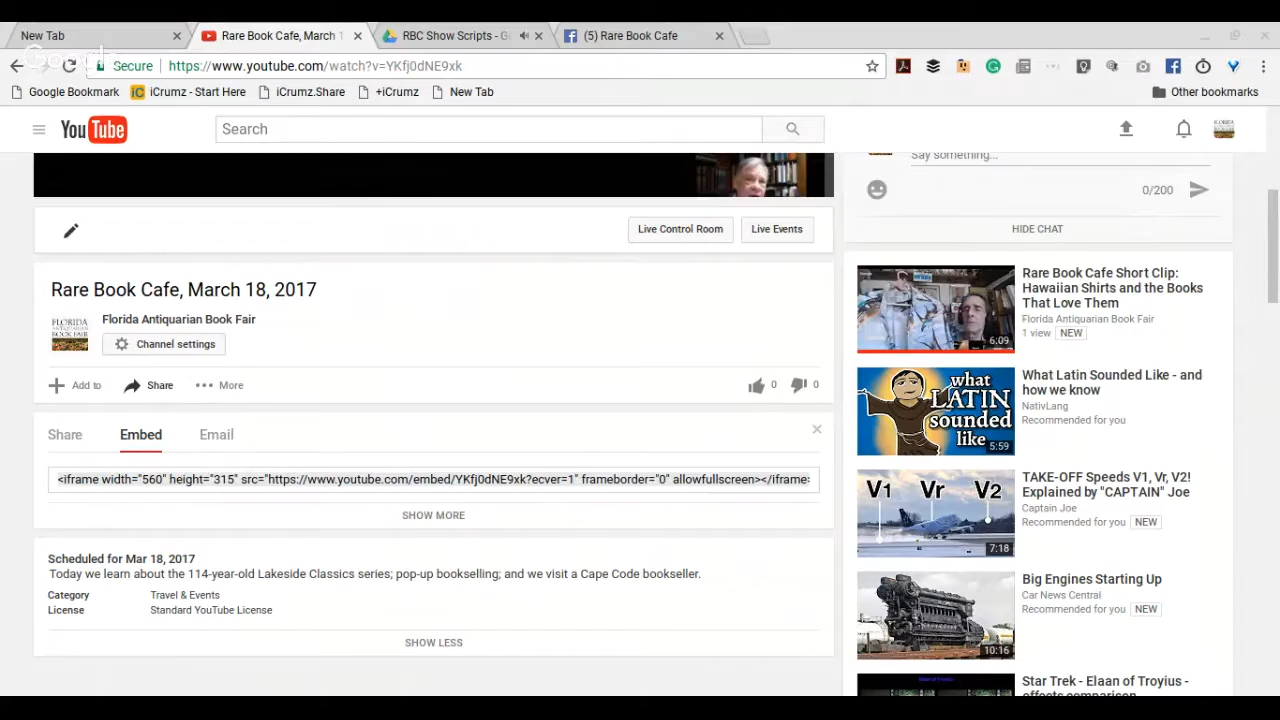 New Tab
Rare Book Cafe, March 1
RBC Show Scripts - G
(5) Rare Book Cafe
Google
Secure
https://www.youtube.com/watch?v=YKfj0dNE9xk
Google Bookmark
iCrumz - Start Here
iCrumz.Share
+iCrumz
New Tab
Other bookmarks
YouTube
Search
FLORIDA
Say something...
0/200
HIDE CHAT
Live Control Room
Live Events
Rare Book Cafe, March 18, 2017
FLORIDA
ANTIQUARIAN
BOOK FAIR
Florida Antiquarian Book Fair
Channel settings
Add to
Share
More
0
0
Share
Embed
Email
<iframe width="560" height="315" src="https://www.youtube.com/embed/YKfj0dNE9xk?ecver=1" frameborder="0" allowfullscreen></iframe>
SHOW MORE
Scheduled for Mar 18, 2017
Today we learn about the 114-year-old Lakeside Classics series; pop-up bookselling; and we visit a Cape Code bookseller.
Category
Travel & Events
License
Standard YouTube License
SHOW LESS
6:09
Rare Book Cafe Short Clip:
Hawaiian Shirts and the Books
That Love Them
Florida Antiquarian Book Fair
1 view
NEW
what
LATIN
sounded
like
5:59
What Latin Sounded Like - and
how we know
NativLang
Recommended for you
V1
Vr
V2
7:18
TAKE-OFF Speeds V1, Vr, V2!
Explained by "CAPTAIN" Joe
Captain Joe
Recommended for you
NEW
10:16
Big Engines Starting Up
Car News Central
Recommended for you
NEW
Star Trek - Elaan of Troyius -
effects comparison